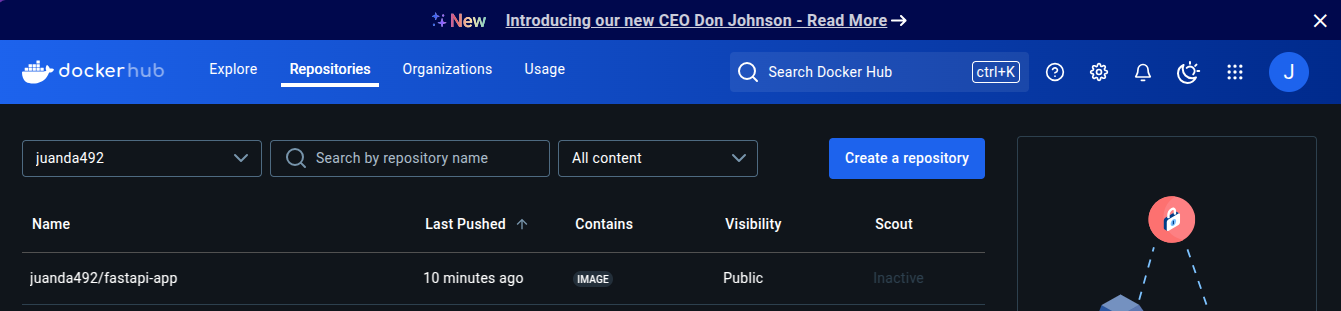 New Introducing our new CEO Don Johnson - Read More
dockerhub Explore Repositories Organizations Usage Search Docker Hub ctrl+K J
juanda492 Search by repository name All content Create a repository
Name Last Pushed Contains Visibility Scout
juanda492/fastapi-app 10 minutes ago IMAGE Public Inactive